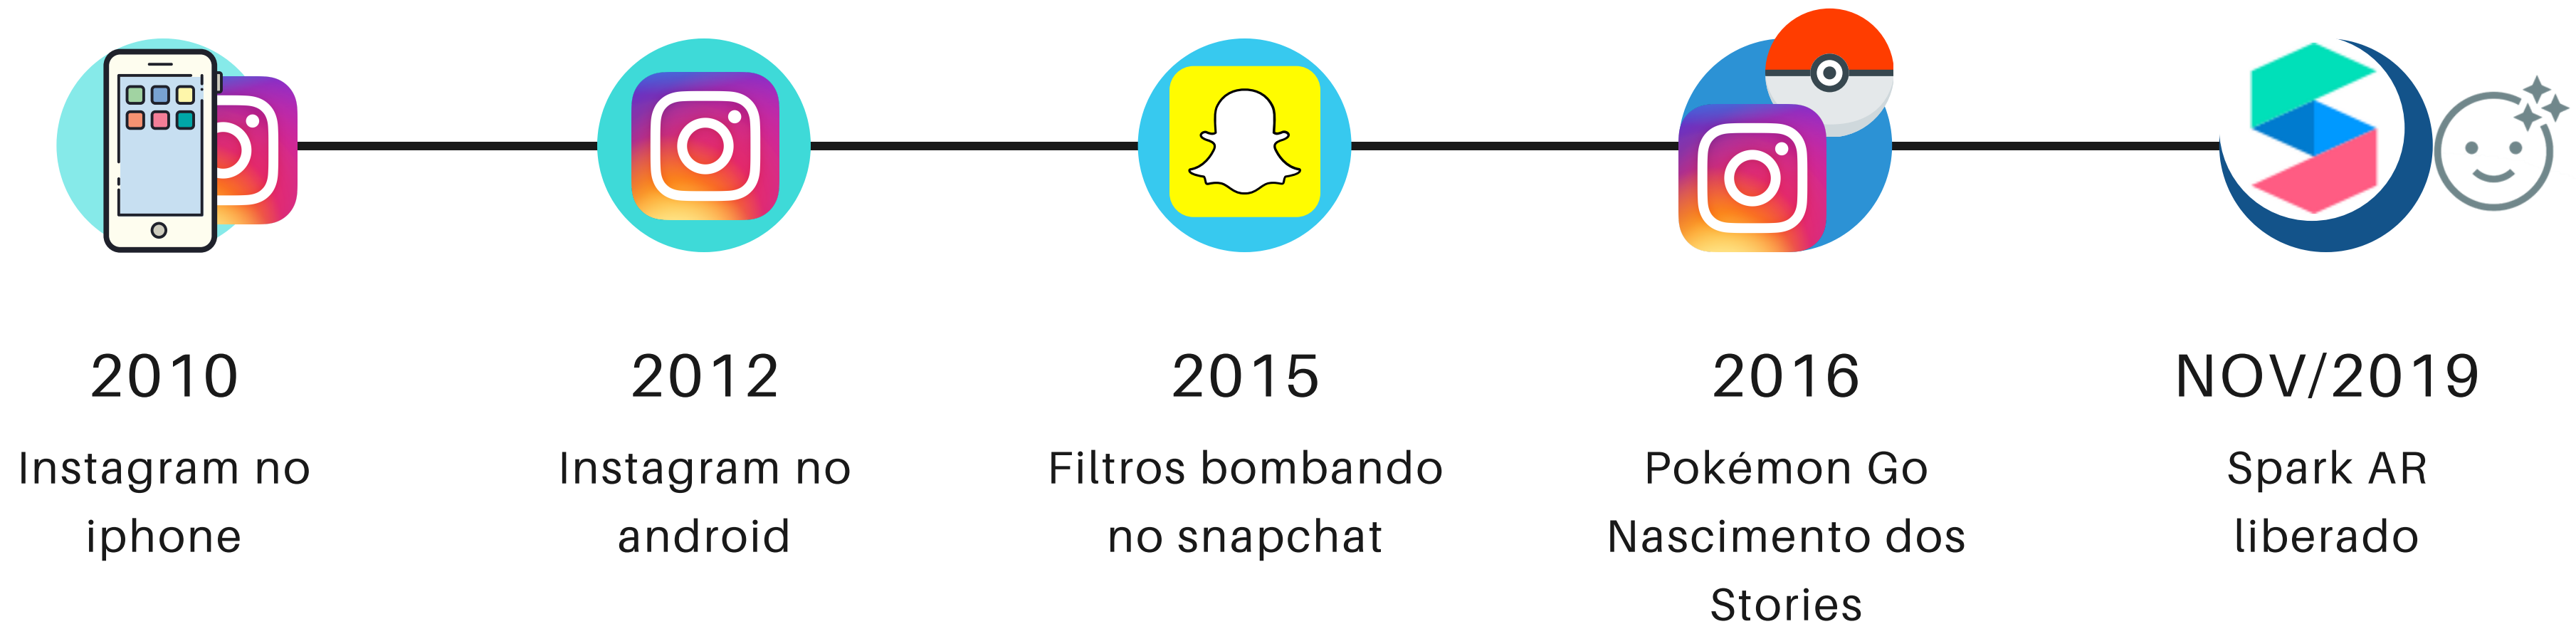 2010
Instagram no
iphone
2012
Instagram no
android
2015
Filtros bombando
no snapchat
2016
Pokémon Go
Nascimento dos
Stories
NOV/2019
Spark AR
liberado